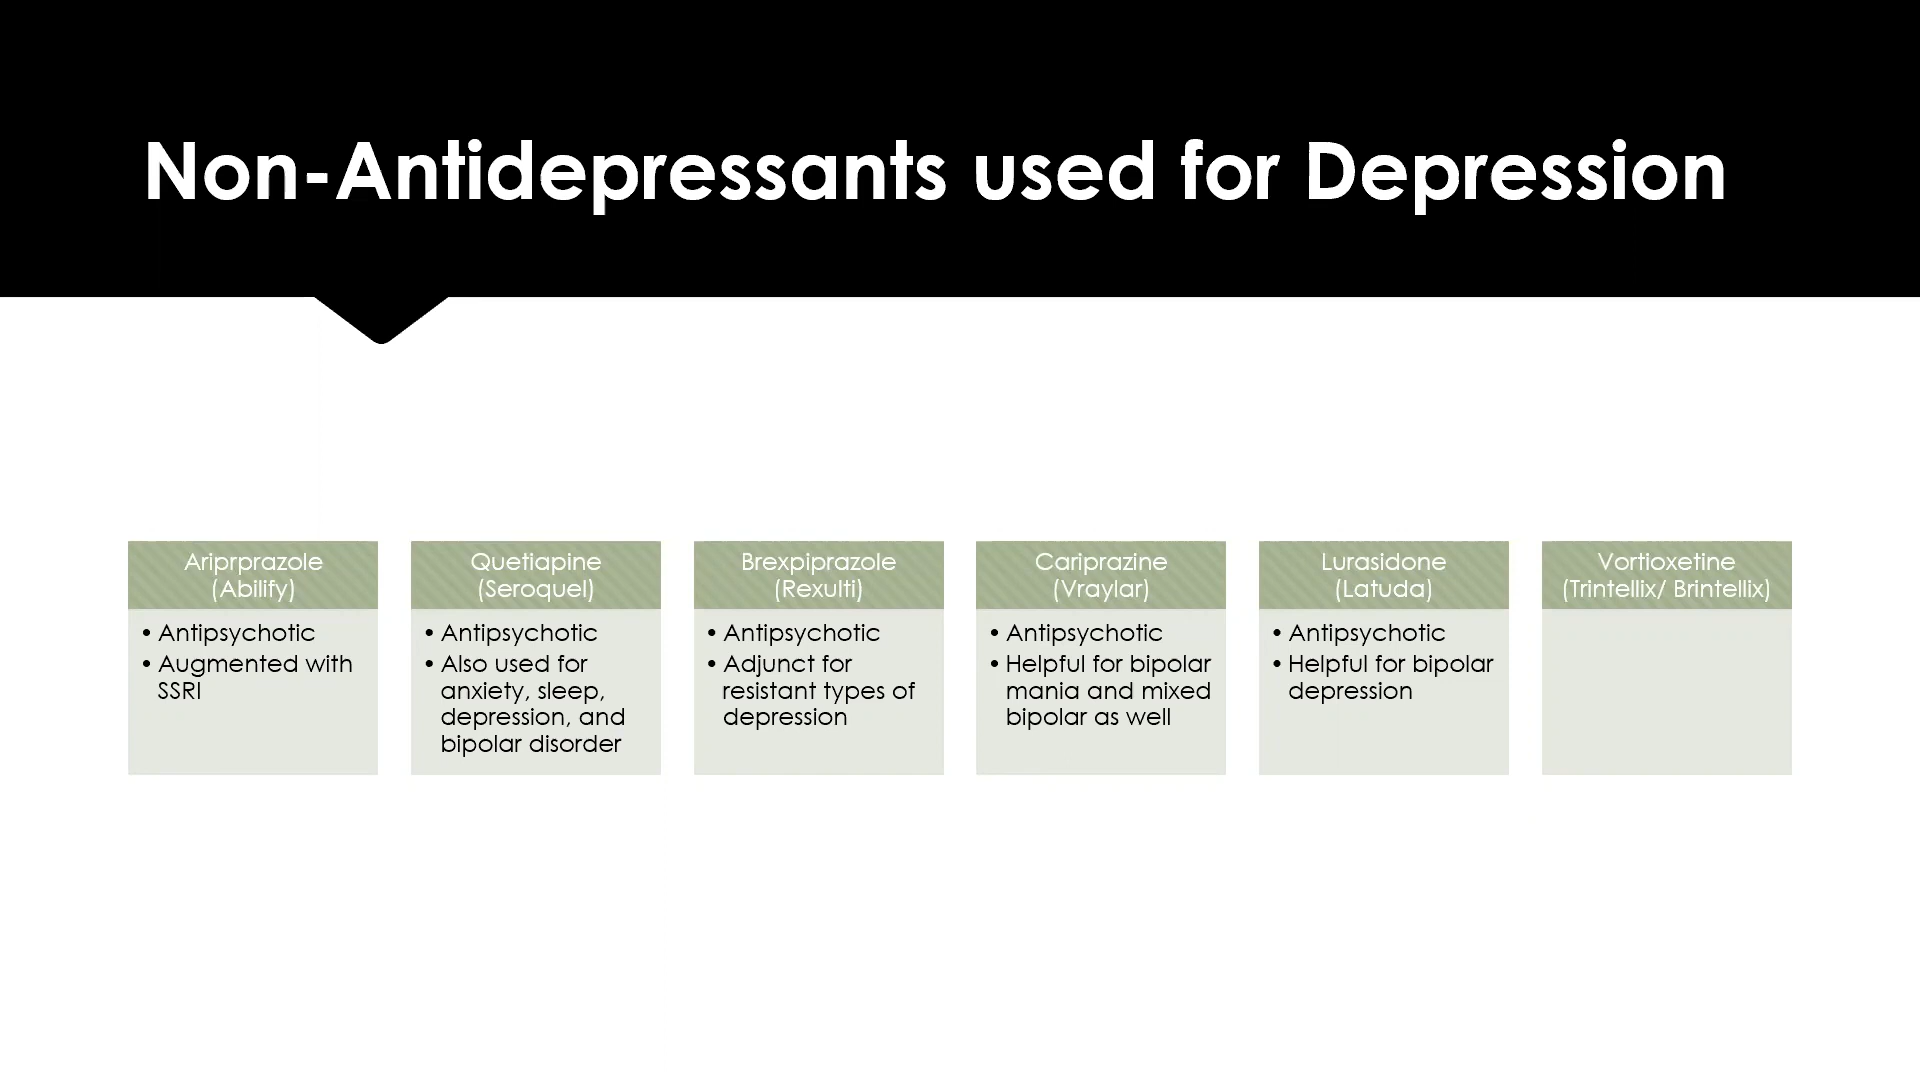 Non-Antidepressants used for Depression
Ariprprazole
(Abilify)
• Antipsychotic
• Augmented with
SSRI
Quetiapine
(Seroquel)
• Antipsychotic
• Also used for
anxiety, sleep,
depression, and
bipolar disorder
Brexpiprazole
(Rexulti)
• Antipsychotic
• Adjunct for
resistant types of
depression
Cariprazine
(Vraylar)
• Antipsychotic
• Helpful for bipolar
mania and mixed
bipolar as well
Lurasidone
(Latuda)
• Antipsychotic
• Helpful for bipolar
depression
Vortioxetine
(Trintellix/ Brintellix)